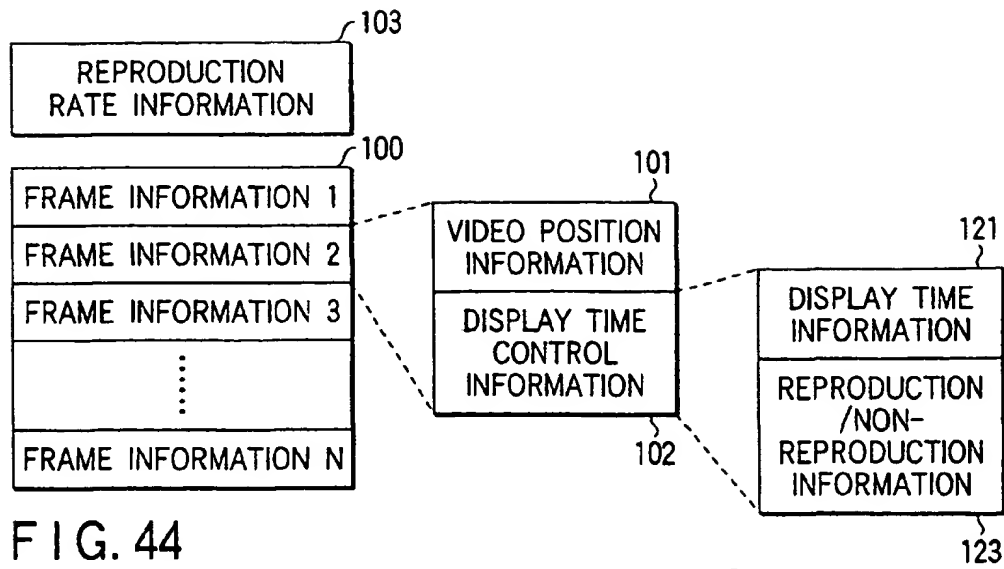 103
REPRODUCTION
RATE INFORMATION
100
FRAME INFORMATION 1
FRAME INFORMATION 2
FRAME INFORMATION 3
FRAME INFORMATION N
101
VIDEO POSITION
INFORMATION
DISPLAY TIME
CONTROL
INFORMATION
102
121
DISPLAY TIME
INFORMATION
REPRODUCTION
/NON-
REPRODUCTION
INFORMATION
123
FIG. 44